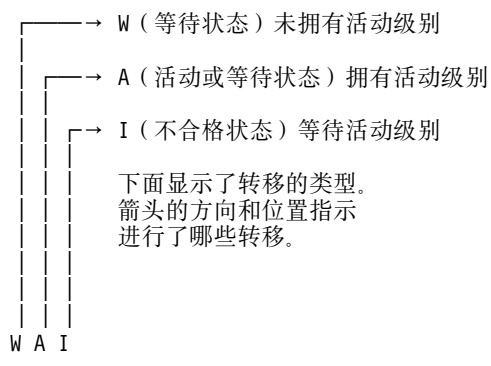 W（等待状态）未拥有活动级别
A（活动或等待状态）拥有活动级别
I（不合格状态）等待活动级别
下面显示了转移的类型。
箭头的方向和位置指示
进行了哪些转移。
W A I